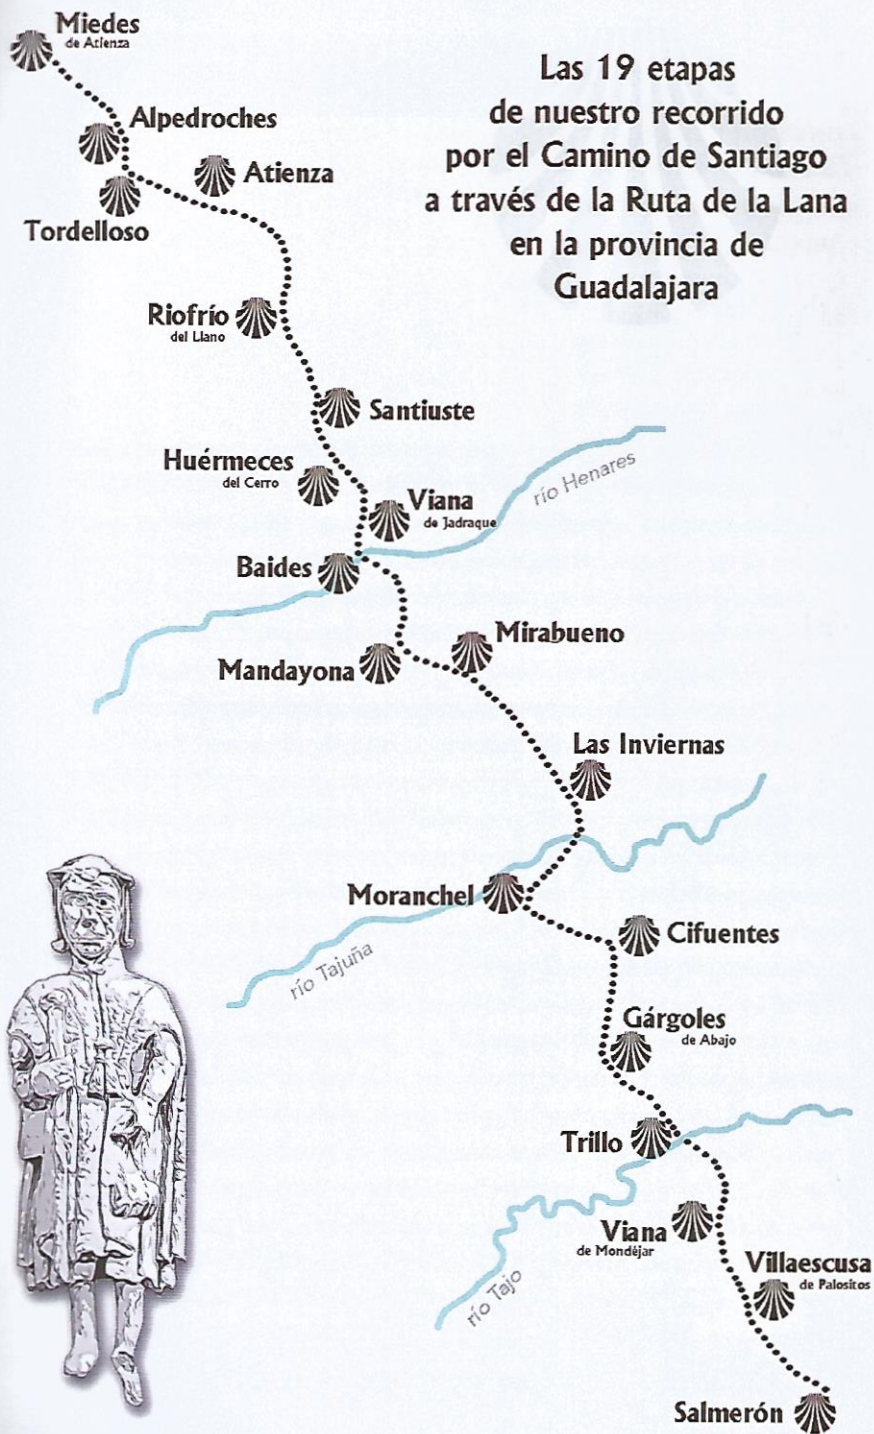 Miedes
de Atienza
Las 19 etapas
de nuestro recorrido
por el Camino de Santiago
a través de la Ruta de la Lana
en la provincia de
Guadalajara
Alpedroches
Atienza
Tordelloso
Riofrío
del Llano
Santiuste
Huérmeces
del Cerro
río Henares
Viana
de Jadraque
Baides
Mirabueno
Mandayona
Las Inviernas
Moranchel
Cifuentes
río Tajuña
Gárgoles
de Abajo
Trillo
Viana
de Mondéjar
Villaescusa
de Palositos
río Tajo
Salmerón